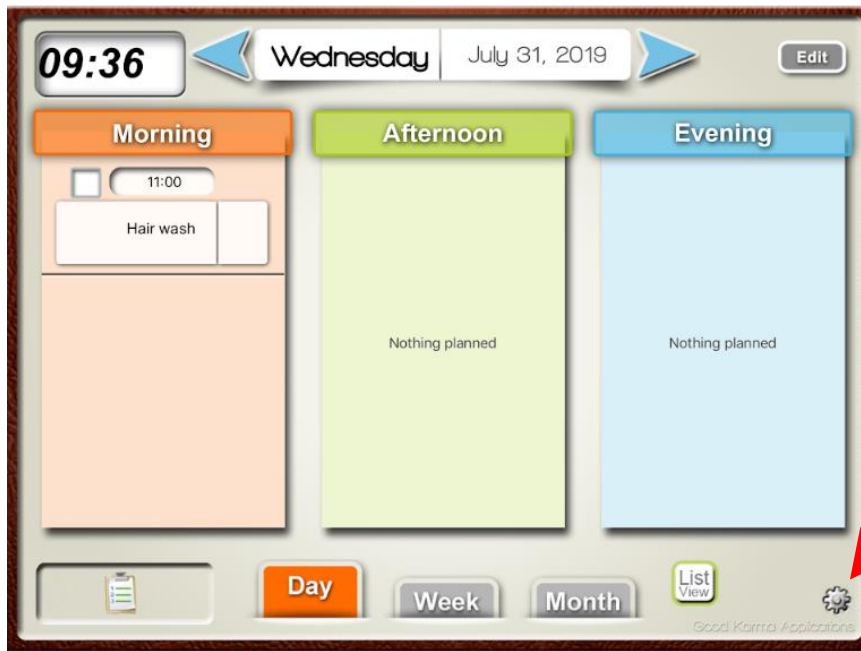 09:36
Wednesday
July 31, 2019
Edit
Morning
Afternoon
Evening
11:00
Hair wash
Nothing planned
Nothing planned
Day
Week
Month
List
View
Good Karma Applications